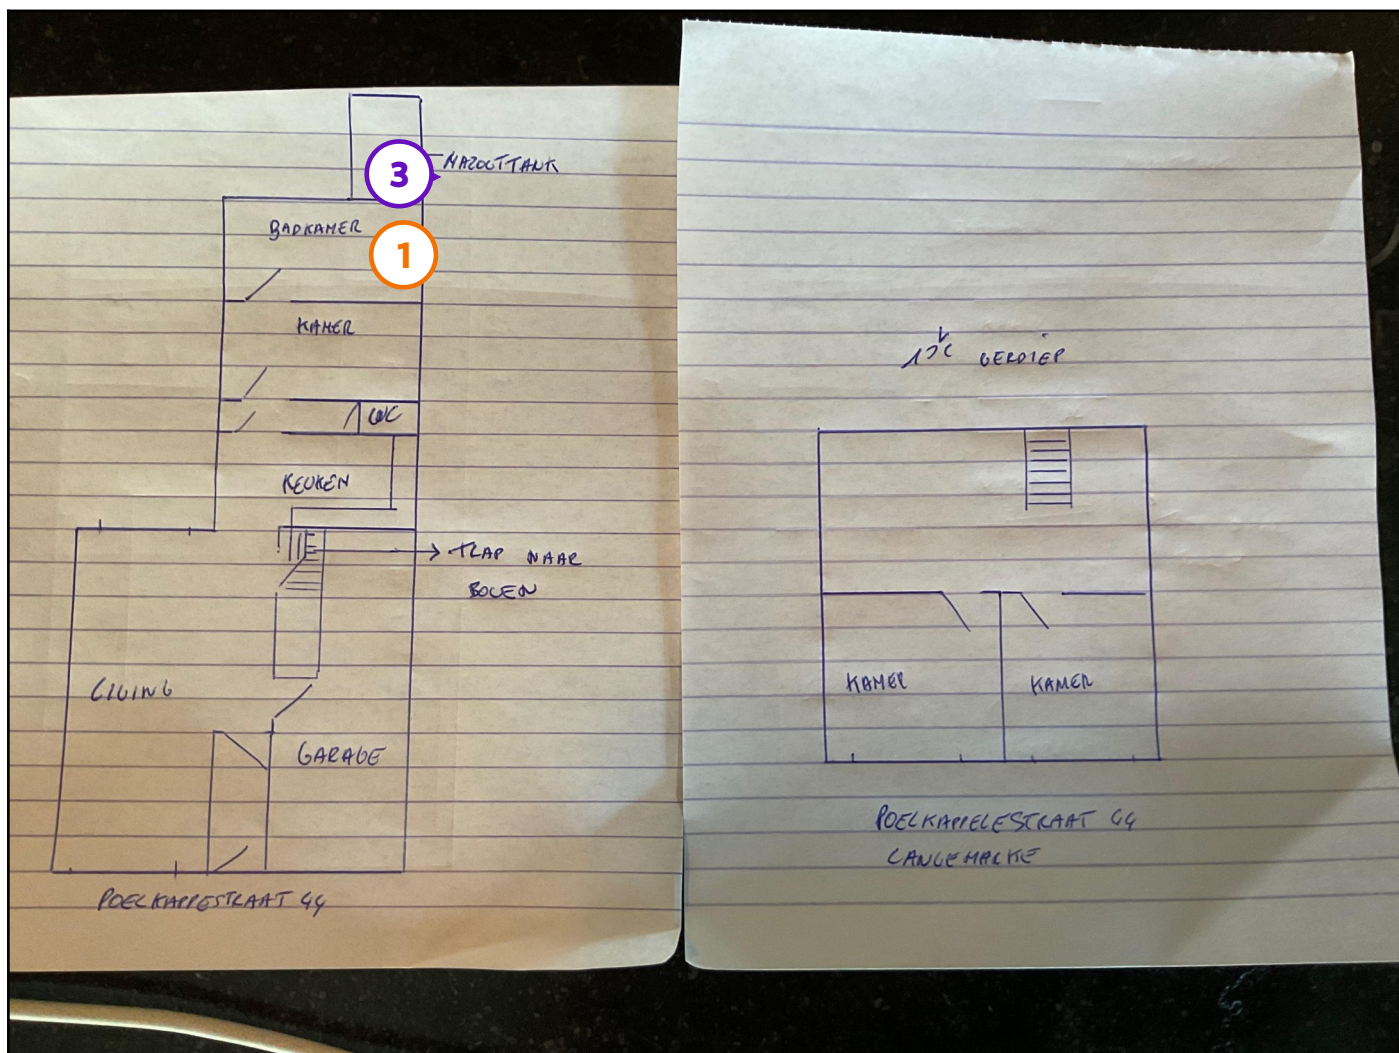 3
MAZOUTTANK
BADKAMER
1
KAMER
WC
KEUKEN
TRAP NAAR
BOVEN
LIVING
GARAGE
POELKAPPESTRAAT 44
1STE VERDIEP
KAMER
KAMER
POELKAPPELESTRAAT 44
LANGEMARKE